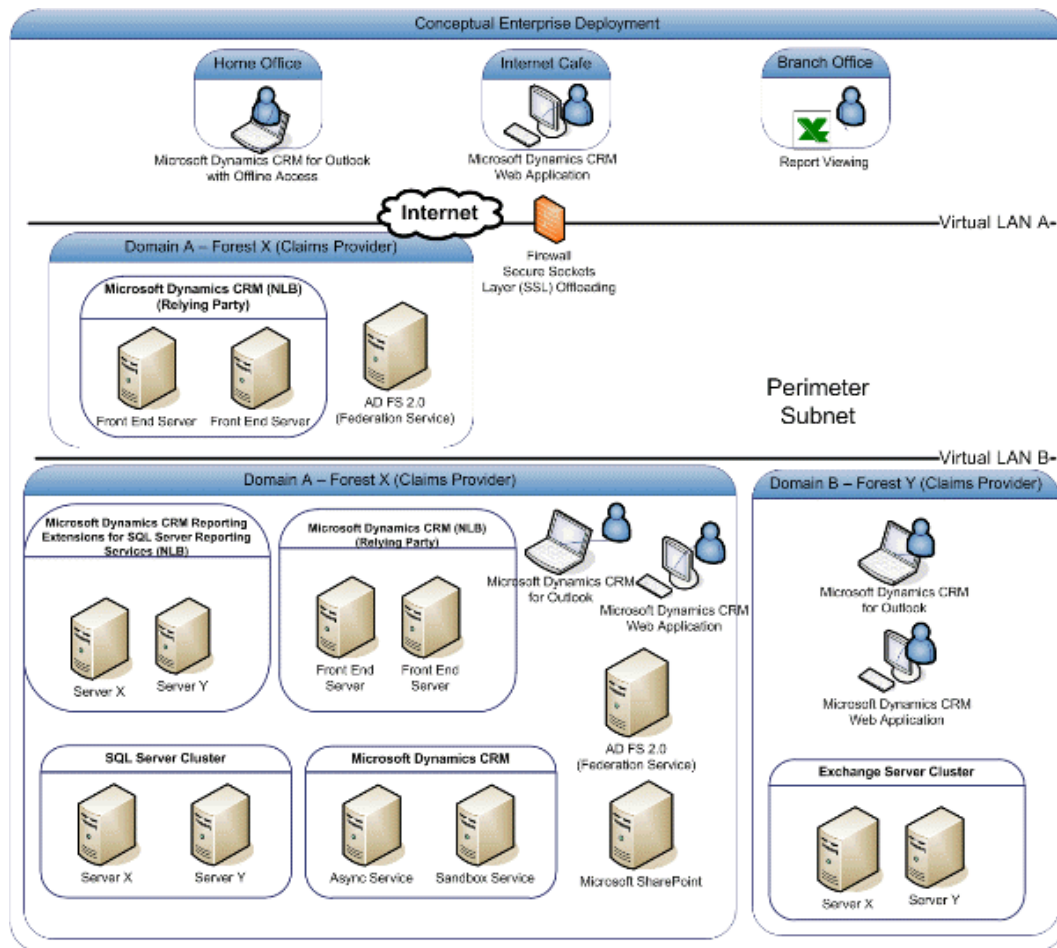 Conceptual Enterprise Deployment
Home Office
Microsoft Dynamics CRM for Outlook
with Offline Access
Internet Cafe
Microsoft Dynamics CRM
Web Application
Branch Office
Report Viewing
Internet
Virtual LAN A
Firewall
Secure Sockets
Layer (SSL) Offloading
Domain A – Forest X (Claims Provider)
Microsoft Dynamics CRM (NLB)
(Relying Party)
Front End Server
Front End Server
AD FS 2.0
(Federation Service)
Perimeter
Subnet
Virtual LAN B
Domain A – Forest X (Claims Provider)
Microsoft Dynamics CRM Reporting
Extensions for SQL Server Reporting
Services (NLB)
Server X
Server Y
Microsoft Dynamics CRM (NLB)
(Relying Party)
Front End
Server
Front End
Server
Microsoft Dynamics CRM
for Outlook
Microsoft Dynamics CRM
Web Application
AD FS 2.0
(Federation Service)
SQL Server Cluster
Server X
Server Y
Microsoft Dynamics CRM
Async Service
Sandbox Service
Microsoft SharePoint
Domain B – Forest Y (Claims Provider)
Microsoft Dynamics CRM
for Outlook
Microsoft Dynamics CRM
Web Application
Exchange Server Cluster
Server X
Server Y